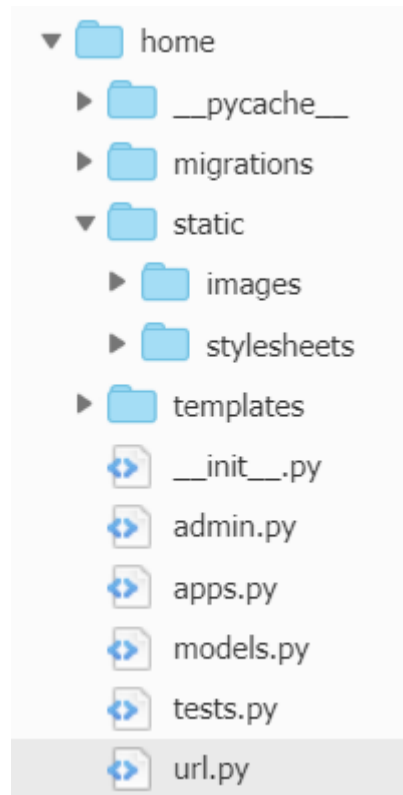 home
__pycache__
migrations
static
images
stylesheets
templates
__init__.py
admin.py
apps.py
models.py
tests.py
url.py